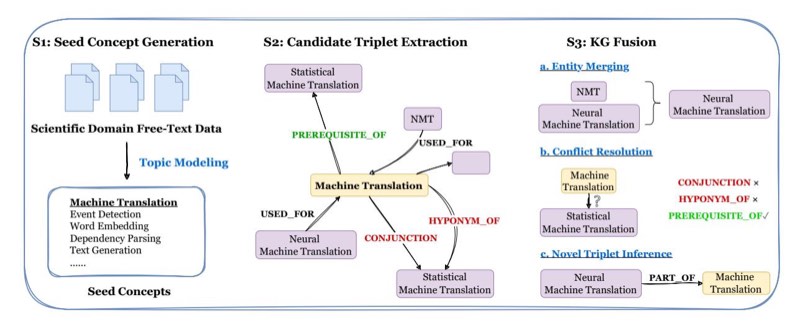 S1: Seed Concept Generation
Scientific Domain Free-Text Data
Topic Modeling
Machine Translation
Event Detection
Word Embedding
Dependency Parsing
Text Generation
......
Seed Concepts
S2: Candidate Triplet Extraction
Statistical
Machine Translation
PREREQUISITE_OF
NMT
USED_FOR
Machine Translation
USED_FOR
HYPONYM_OF
Neural
Machine Translation
CONJUNCTION
Statistical
Machine Translation
S3: KG Fusion
a. Entity Merging
NMT
Neural
Machine Translation
Neural
Machine Translation
b. Conflict Resolution
Machine
Translation
?
Statistical
Machine Translation
CONJUNCTION ×
HYPONYM_OF ×
PREREQUISITE_OF✓
c. Novel Triplet Inference
Neural
Machine Translation
PART_OF
Machine
Translation